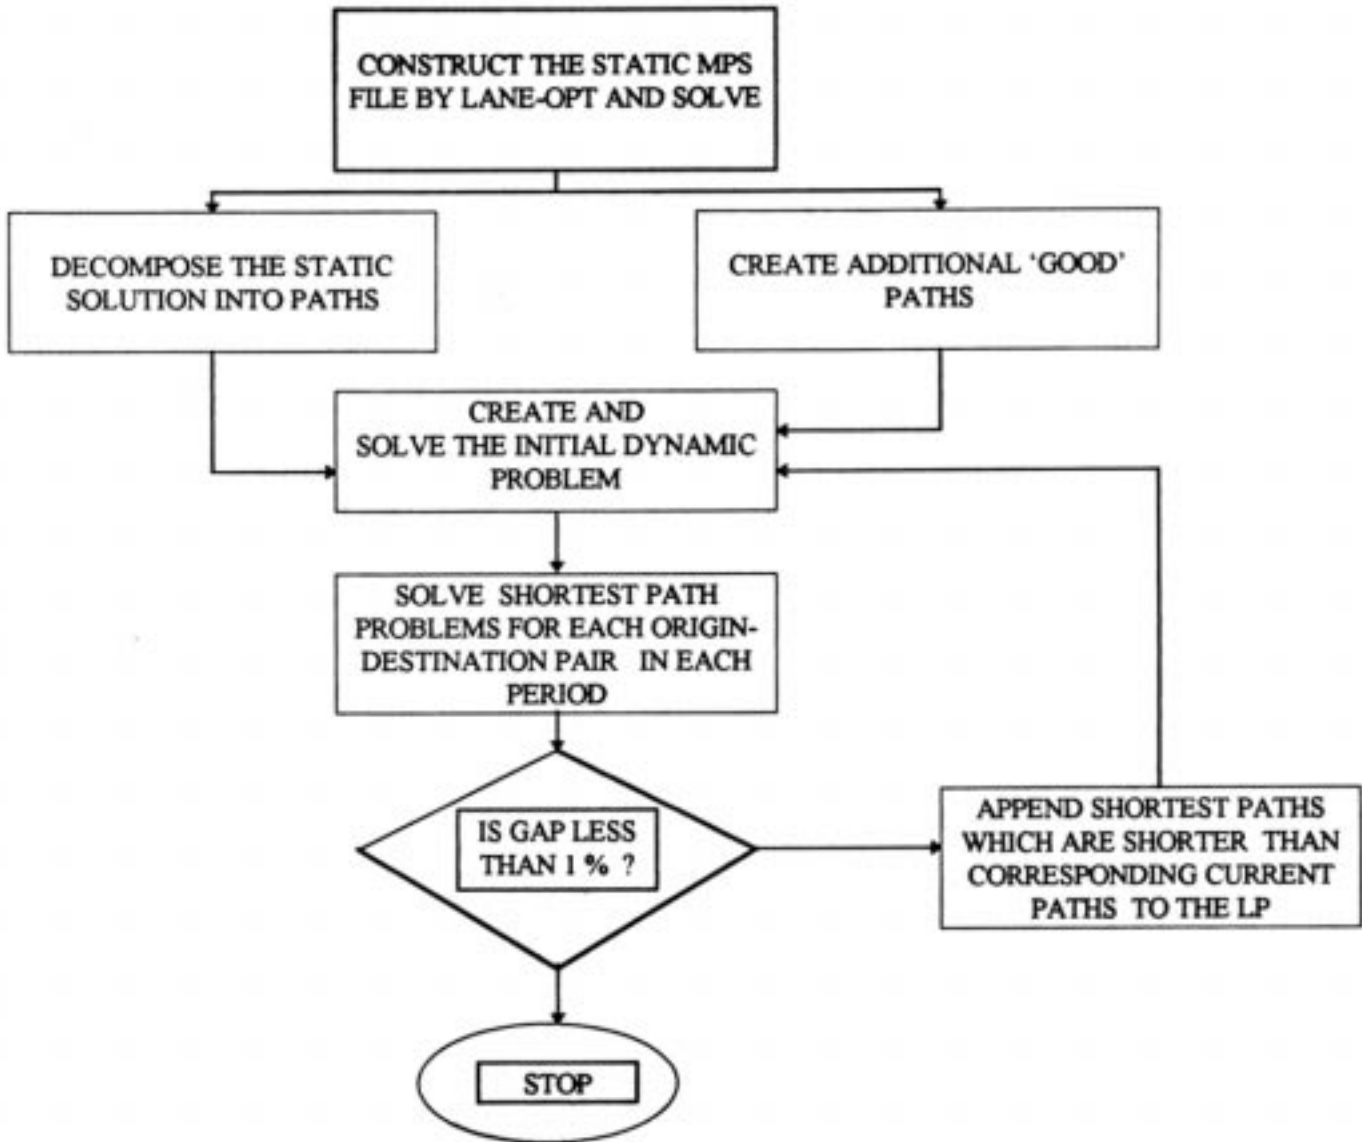 CONSTRUCT THE STATIC MPS
FILE BY LANE-OPT AND SOLVE
DECOMPOSE THE STATIC
SOLUTION INTO PATHS
CREATE ADDITIONAL ‘GOOD’
PATHS
CREATE AND
SOLVE THE INITIAL DYNAMIC
PROBLEM
SOLVE SHORTEST PATH
PROBLEMS FOR EACH ORIGIN-
DESTINATION PAIR IN EACH
PERIOD
IS GAP LESS
THAN 1 % ?
APPEND SHORTEST PATHS
WHICH ARE SHORTER THAN
CORRESPONDING CURRENT
PATHS TO THE LP
STOP